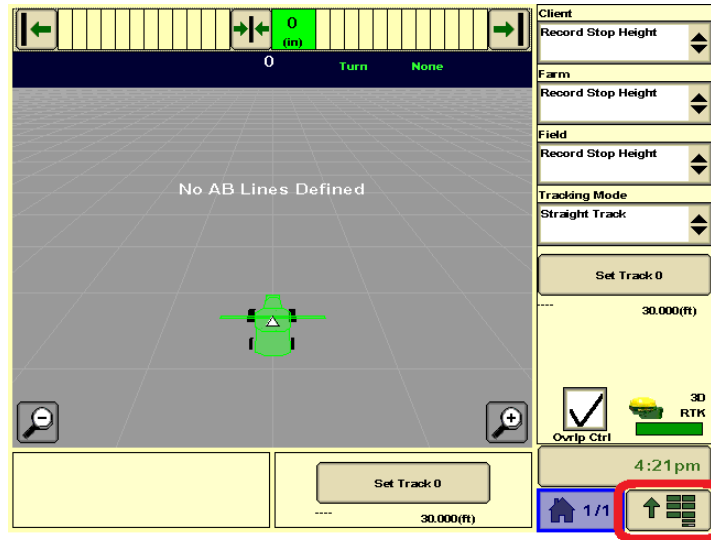 0
(in)
0
Turn
None
No AB Lines Defined
Client
Record Stop Height
Farm
Record Stop Height
Field
Record Stop Height
Tracking Mode
Straight Track
Set Track 0
----
30.000(ft)
3D
RTK
Ovrlp Ctrl
Set Track 0
----
30.000(ft)
4:21pm
1/1